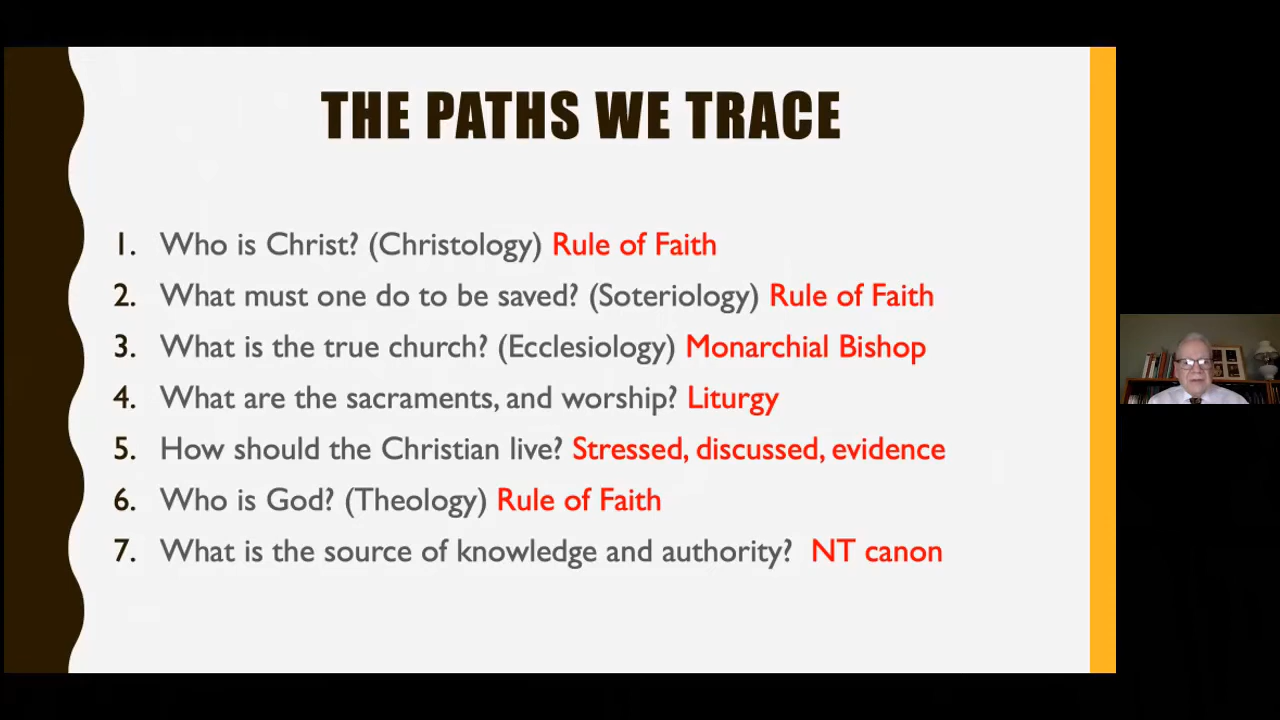 THE PATHS WE TRACE
1. Who is Christ? (Christology) Rule of Faith
2. What must one do to be saved? (Soteriology) Rule of Faith
3. What is the true church? (Ecclesiology) Monarchial Bishop
4. What are the sacraments, and worship? Liturgy
5. How should the Christian live? Stressed, discussed, evidence
6. Who is God? (Theology) Rule of Faith
7. What is the source of knowledge and authority? NT canon